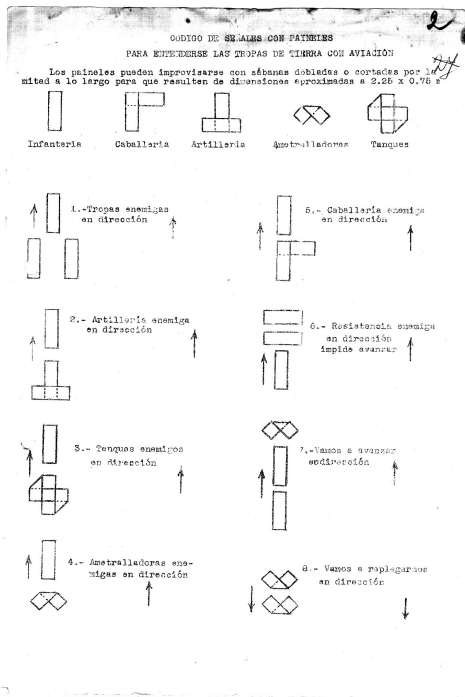 2
CODIGO DE SEÑALES CON PAINELES
PARA ENTENDERSE LAS TROPAS DE TIERRA CON AVIACIÓN
Los paineles pueden improvisarse con sábanas dobladas o cortadas por la
mitad a lo largo para que resulten de dimensiones aproximadas a 2.25 x 0.75 m
Infanteria Caballeria Artilleria Ametralladoras Tanques
1.-Tropas enemigas
en dirección
2.- Artillería enemiga
en dirección
3.- Tanques enemigos
en dirección
4.- Ametralladoras ene-
migas en dirección
5.- Caballería enemiga
en dirección
6.- Resistencia enemiga
en dirección
impide avanzar
7.-Vamos a avanzar
endirección
8.- Vamos a replegarnos
en dirección